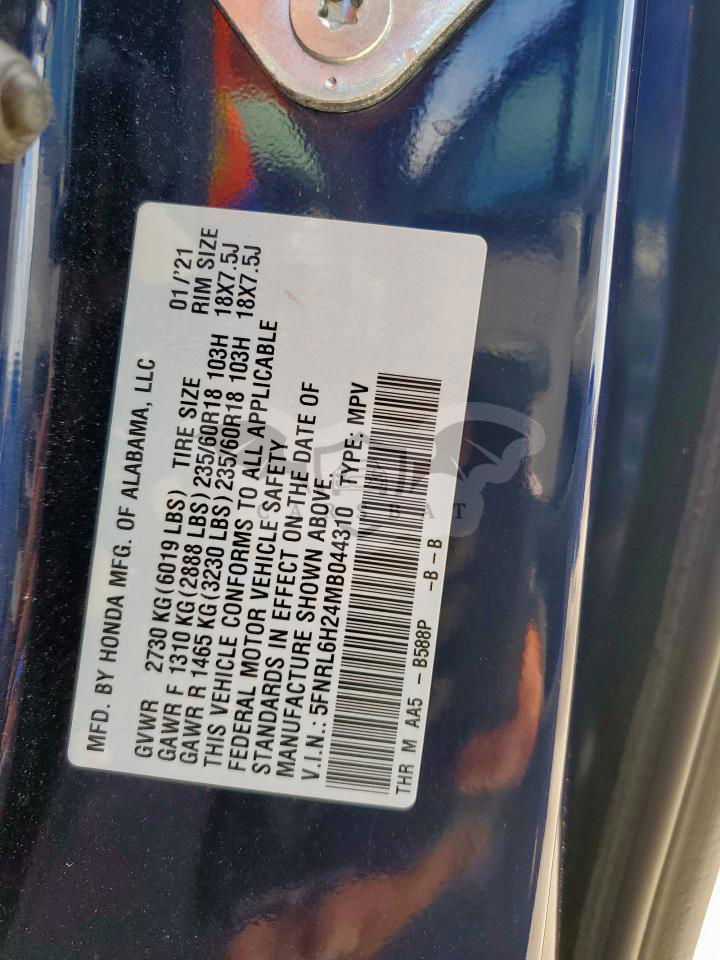 MFD. BY HONDA MFG. OF ALABAMA, LLC 01/'21
GVWR 2730 KG(6019 LBS) TIRE SIZE RIM SIZE
GAWR F 1310 KG(2888 LBS) 235/60R18 103H 18X7.5J
GAWR R 1465 KG(3230 LBS) 235/60R18 103H 18X7.5J
THIS VEHICLE CONFORMS TO ALL APPLICABLE
FEDERAL MOTOR VEHICLE SAFETY
STANDARDS IN EFFECT ON THE DATE OF
MANUFACTURE SHOWN ABOVE.
V.I.N.: 5FNRL6H24MB044310 TYPE: MPV
CARSBAT
THR M AA5 - B588P -B-B